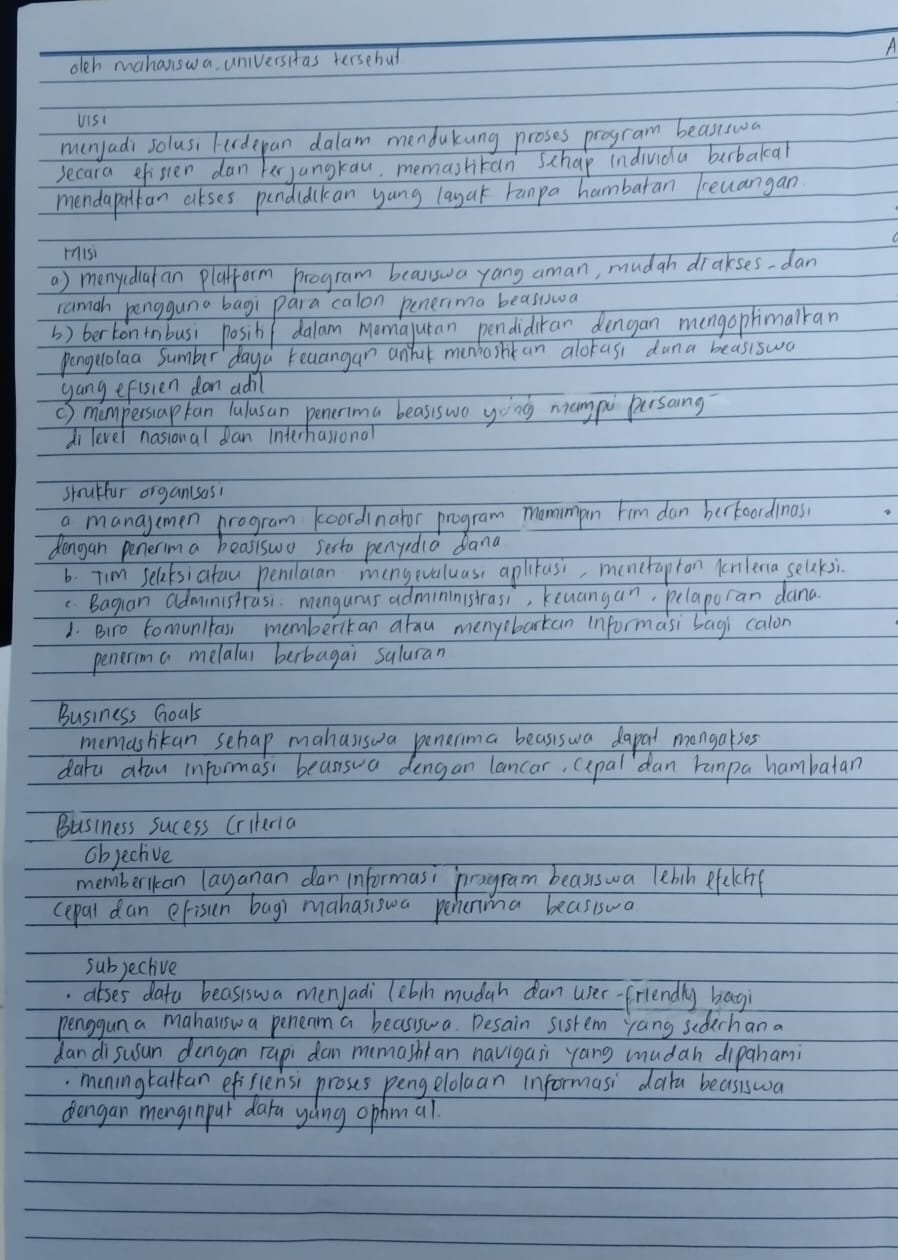 oleh mahasiswa universitas tersebut
A
Visi
menjadi solusi terdepan dalam mendukung proses program beasiswa
secara efisien dan terjangkau. memastikan setiap individu berbakat
mendapatkan akses pendidikan yang layak tanpa hambatan keuangan.
Misi
a) menyediakan platform program beasiswa yang aman, mudah diakses - dan
ramah pengguna bagi para calon penerima beasiswa
b) berkontribusi positif dalam memajukan pendidikan dengan mengoptimalkan
pengelolaa sumber daya keuangan untuk memastikan alokasi dana beasiswa
yang efisien dan adil
c) mempersiapkan lulusan penerima beasiswa yang mampu persaing
di level nasional dan Internasional
struktur organisasi
a manajemen program koordinator program memimpin tim dan berkoordinasi
dengan penerima beasiswa serta penyedia dana
b. Tim seleksi atau penilaian mengevaluasi aplikasi, menetapkan kriteria seleksi.
c. Bagian administrasi. mengurus admininistrasi, keuangan, pelaporan dana.
d. Biro komunikasi memberikan atau menyebarkan informasi bagi calon
penerima melalui berbagai saluran
Business Goals
memastikan setiap mahasiswa penerima beasiswa dapat mengakses
data atau informasi beasiswa dengan lancar, cepat dan tanpa hambatan
Business sucess Criteria
Objective
memberikan layanan dan informasi program beasiswa lebih efektif
cepat dan efisien bagi mahasiswa penerima beasiswa
subjective
• akses data beasiswa menjadi lebih mudah dan user-friendly bagi
pengguna mahasiswa penerima beasiswa. Desain sistem yang sederhana
dan disusun dengan rapi dan memastikan navigasi yang mudah dipahami
• meningkatkan efisiensi proses pengelolaan informasi data beasiswa
dengan menginput data yang optimal.